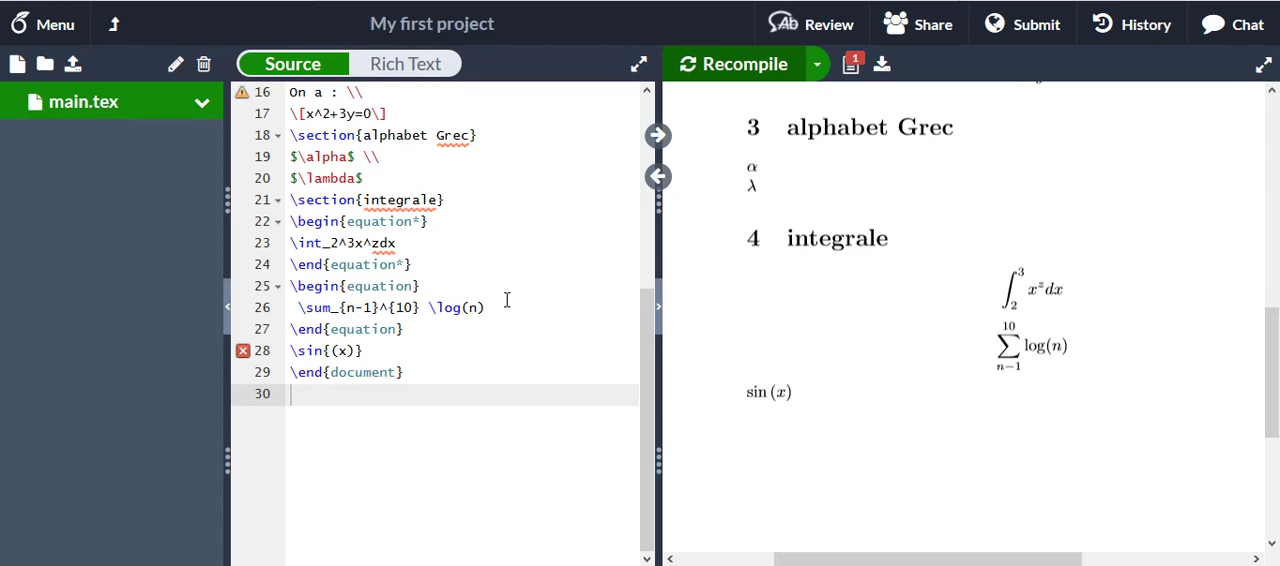 Menu
My first project
Review
Share
Submit
History
Chat
Source
Rich Text
Recompile
1
main.tex
16 On a : \\
17 \[x^2+3y=0\]
18 \section{alphabet Grec}
19 $\alpha$ \\
20 $\lambda$
21 \section{integrale}
22 \begin{equation*}
23 \int_2^3x^zdx
24 \end{equation*}
25 \begin{equation}
26 \sum_{n-1}^{10} \log(n)
27 \end{equation}
28 \sin{(x)}
29 \end{document}
30
3 alphabet Grec
α
λ
4 integrale
∫_2^3 x^z dx
∑_{n−1}^{10} log(n)
sin (x)